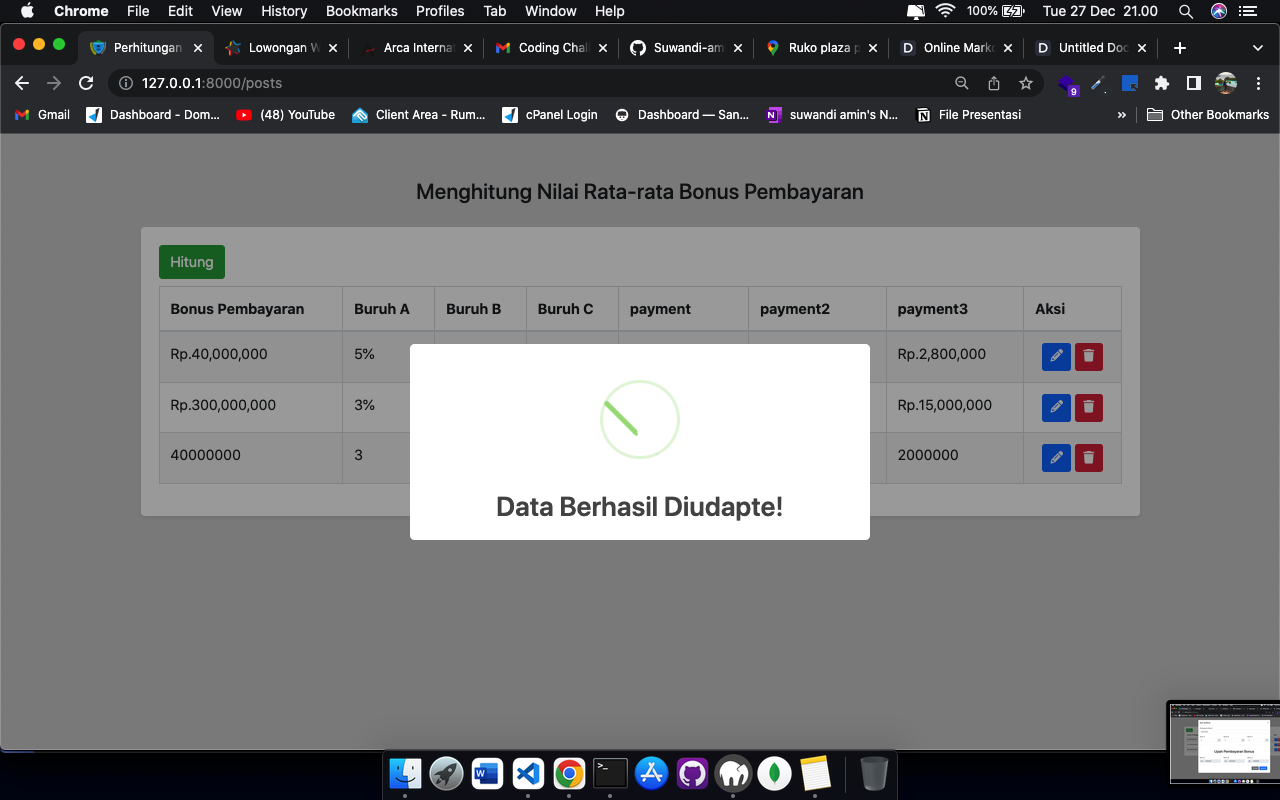 Chrome File Edit View History Bookmarks Profiles Tab Window Help 100% Tue 27 Dec 21.00
Perhitungan Lowongan W Arca Interna Coding Chal Suwandi-am Ruko plaza p Online Mark Untitled Doc
127.0.0.1:8000/posts
9
Gmail Dashboard - Dom... (48) YouTube Client Area - Rum... cPanel Login Dashboard — San... suwandi amin's N... File Presentasi » Other Bookmarks
Menghitung Nilai Rata-rata Bonus Pembayaran
Hitung
Bonus Pembayaran Buruh A Buruh B Buruh C payment payment2 payment3 Aksi
Rp.40,000,000 5% Rp.2,800,000
Rp.300,000,000 3% Rp.15,000,000
40000000 3 2000000
Data Berhasil Diudapte!